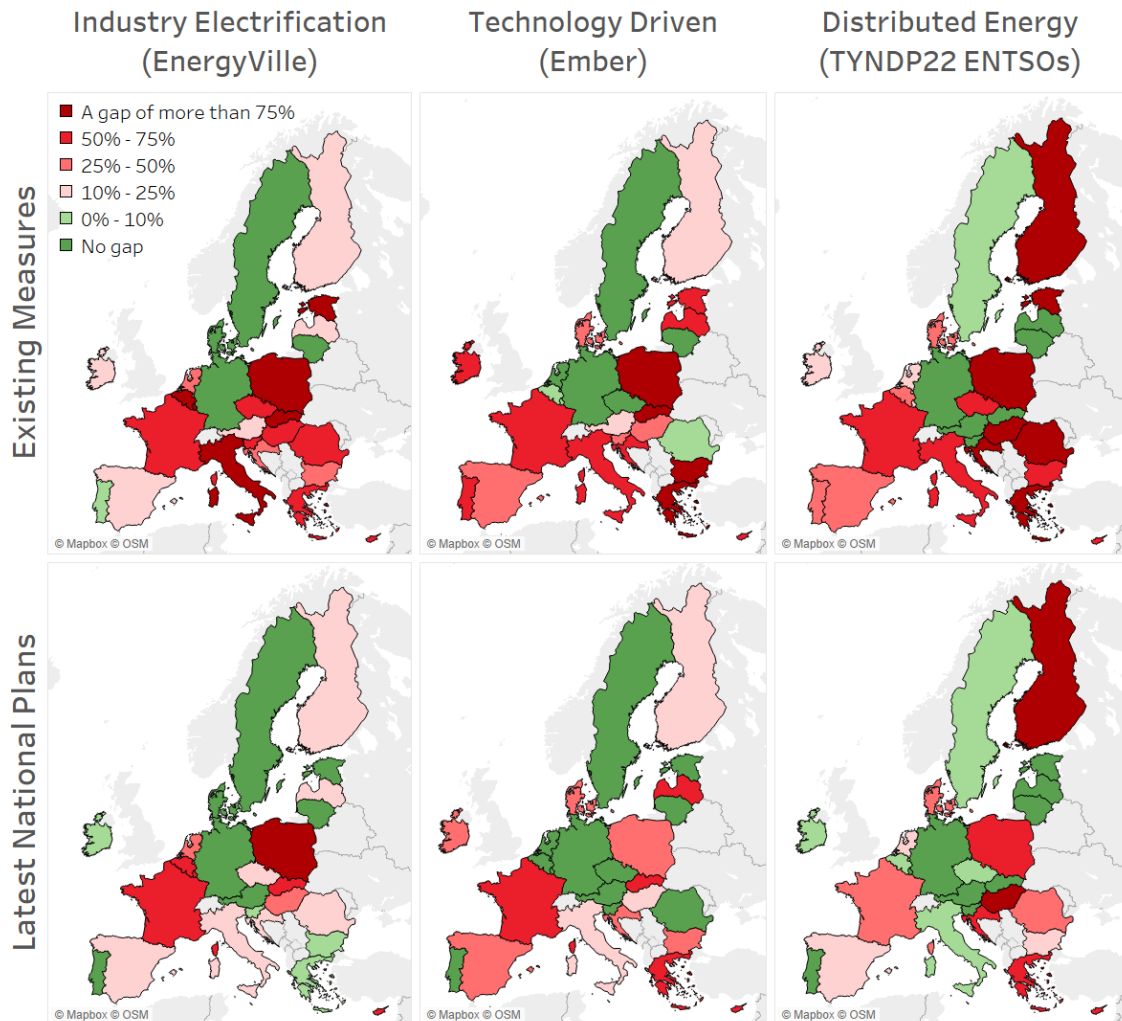 Industry Electrification
(EnergyVille)
Technology Driven
(Ember)
Distributed Energy
(TYNDP22 ENTSOs)
Existing Measures
A gap of more than 75%
50% - 75%
25% - 50%
10% - 25%
0% - 10%
No gap
© Mapbox © OSM
© Mapbox © OSM
© Mapbox © OSM
Latest National Plans
© Mapbox © OSM
© Mapbox © OSM
© Mapbox © OSM